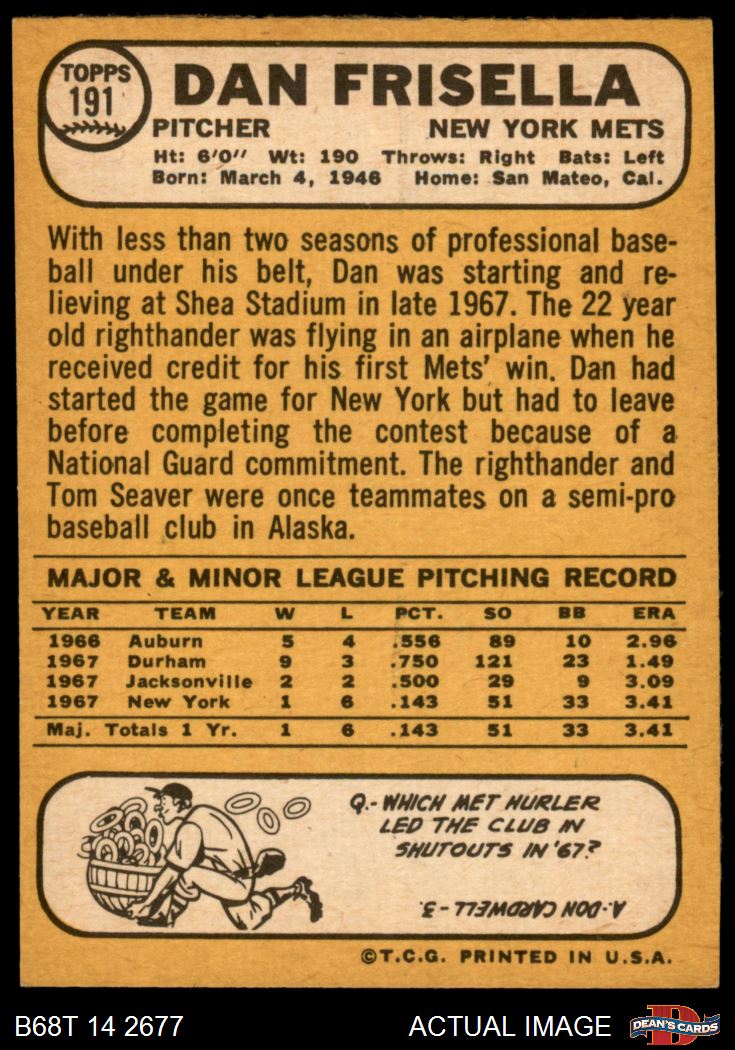 TOPPS
191
DAN FRISELLA
PITCHER NEW YORK METS
Ht: 6'0" Wt: 190 Throws: Right Bats: Left
Born: March 4, 1946 Home: San Mateo, Cal.
With less than two seasons of professional base-
ball under his belt, Dan was starting and re-
lieving at Shea Stadium in late 1967. The 22 year
old righthander was flying in an airplane when he
received credit for his first Mets' win. Dan had
started the game for New York but had to leave
before completing the contest because of a
National Guard commitment. The righthander and
Tom Seaver were once teammates on a semi-pro
baseball club in Alaska.
MAJOR & MINOR LEAGUE PITCHING RECORD
YEAR TEAM W L PCT. SO BB ERA
1966 Auburn 5 4 .556 89 10 2.96
1967 Durham 9 3 .750 121 23 1.49
1967 Jacksonville 2 2 .500 29 9 3.09
1967 New York 1 6 .143 51 33 3.41
Maj. Totals 1 Yr. 1 6 .143 51 33 3.41
Q.-WHICH MET HURLER
LED THE CLUB IN
SHUTOUTS IN '67?
A-DON CARDWELL-3.
©T.C.G. PRINTED IN U.S.A.
B68T 14 2677 ACTUAL IMAGE D DEAN'S CARDS